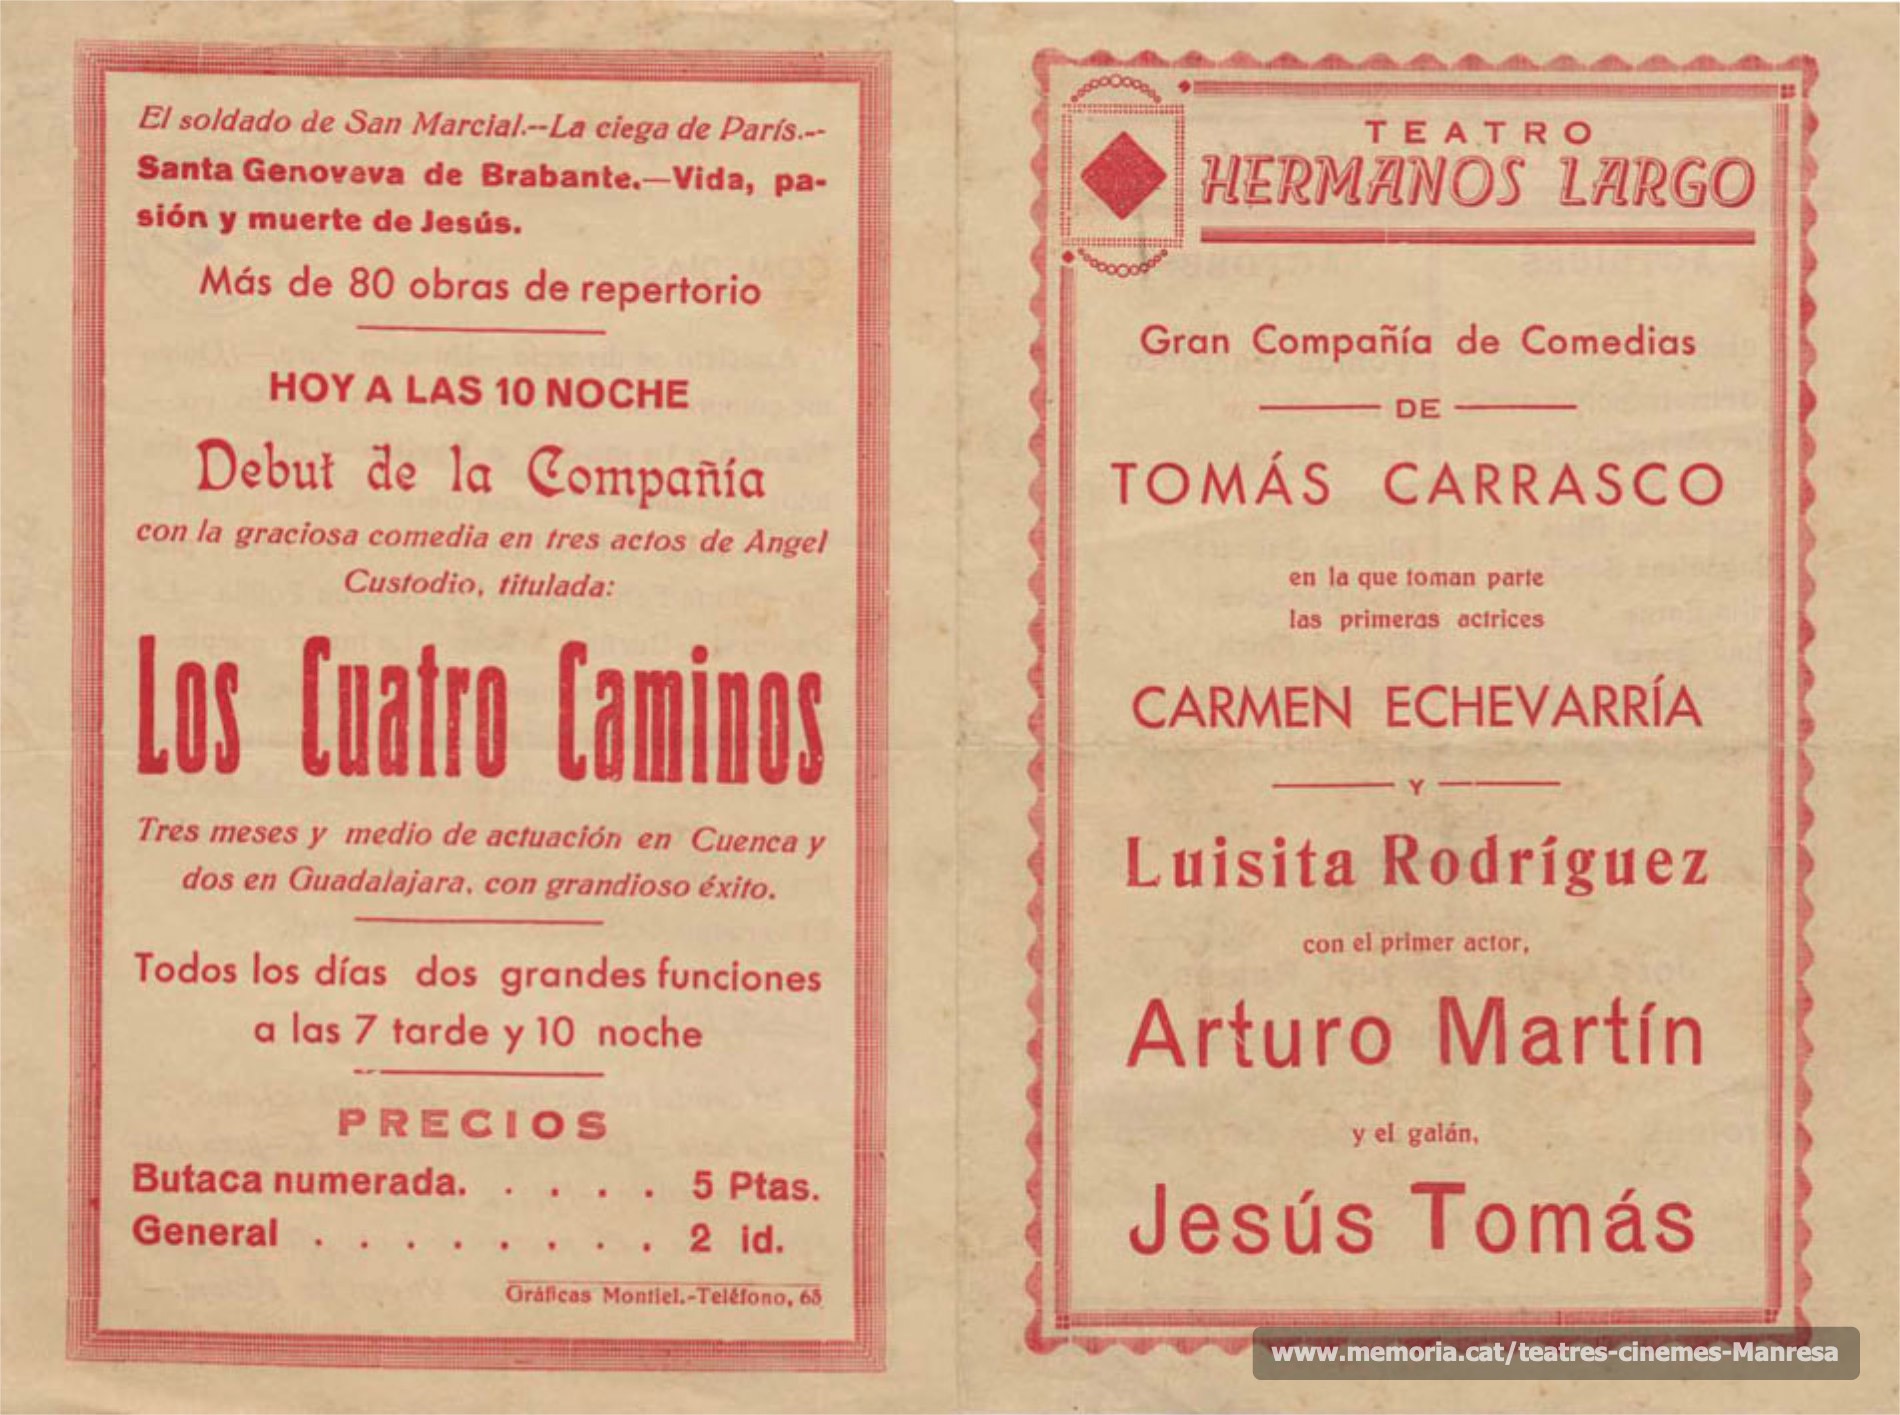 El soldado de San Marcial.--La ciega de París.--
Santa Genoveva de Brabante.—Vida, pa-
sión y muerte de Jesús.
Más de 80 obras de repertorio
HOY A LAS 10 NOCHE
Debut de la Compañía
con la graciosa comedia en tres actos de Angel
Custodio, titulada:
Los Cuatro Caminos
Tres meses y medio de actuación en Cuenca y
dos en Guadalajara, con grandioso éxito.
Todos los días dos grandes funciones
a las 7 tarde y 10 noche
PRECIOS
Butaca numerada. . . . . 5 Ptas.
General . . . . . . . . 2 id.
Gráficas Montiel.-Teléfono, 65
TEATRO
HERMANOS LARGO
Gran Compañía de Comedias
DE
TOMÁS CARRASCO
en la que toman parte
las primeras actrices
CARMEN ECHEVARRÍA
Y
Luisita Rodríguez
con el primer actor,
Arturo Martín
y el galán,
Jesús Tomás
www.memoria.cat/teatres-cinemes-Manresa